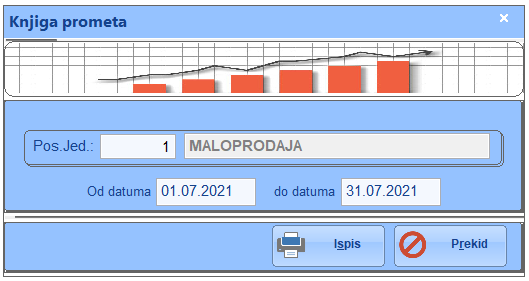 Knjiga prometa
Pos.Jed.: 1 MALOPRODAJA
Od datuma 01.07.2021 do datuma 31.07.2021
Ispis Prekid